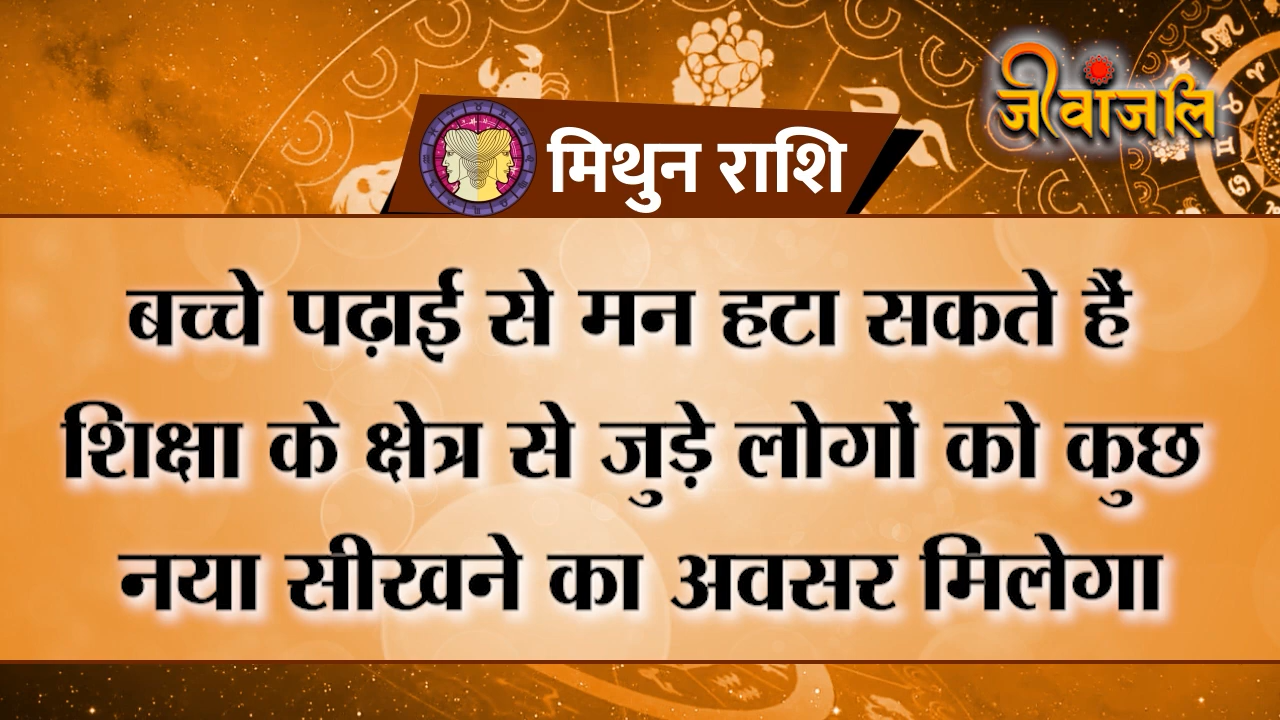 जीवांजलि
मिथुन राशि
बच्चे पढ़ाई से मन हटा सकते हैं
शिक्षा के क्षेत्र से जुड़े लोगों को कुछ
नया सीखने का अवसर मिलेगा